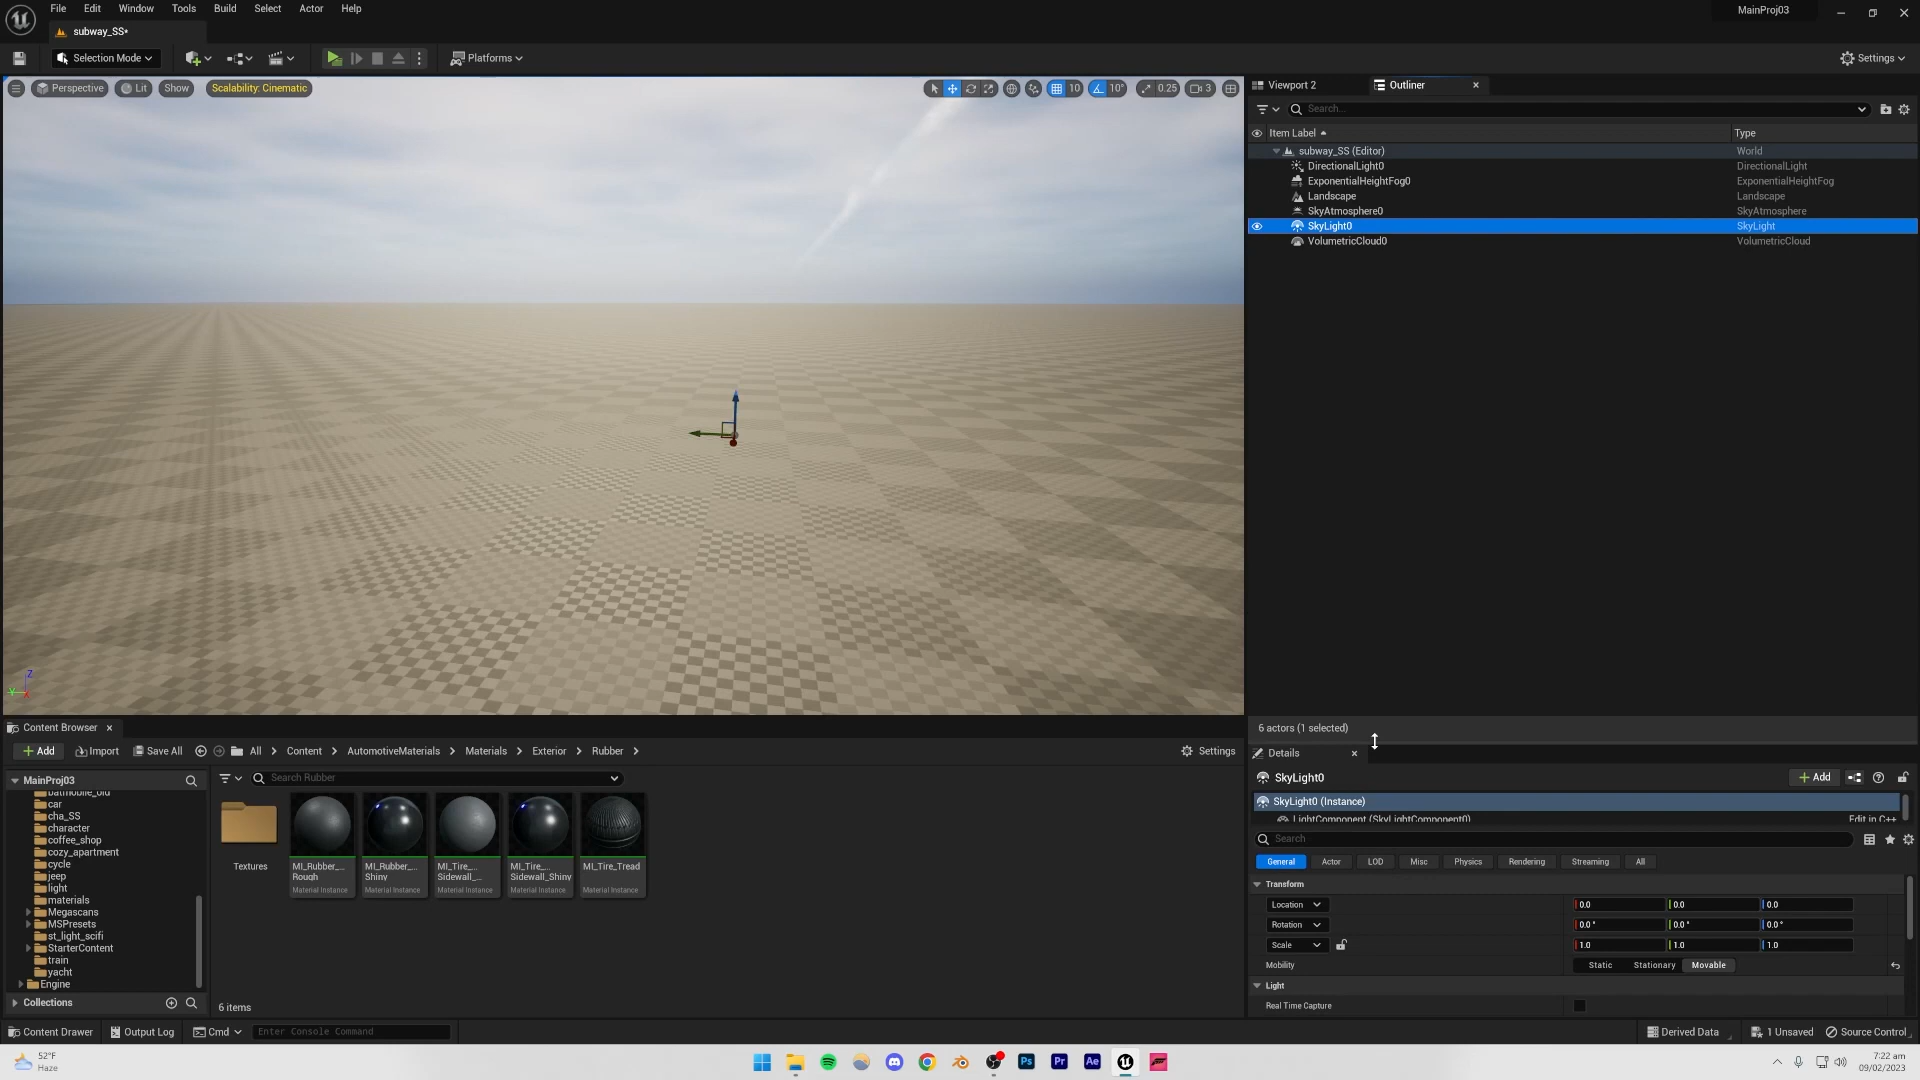 File Edit Window Tools Build Select Actor Help
MainProj03
subway_SS*
Selection Mode
Platforms
Settings
Perspective
Lit
Show
Scalability: Cinematic
10
10°
0.25
3
Viewport 2
Outliner
Search...
Item Label
Type
subway_SS (Editor)
World
DirectionalLight0
DirectionalLight
ExponentialHeightFog0
ExponentialHeightFog
Landscape
Landscape
SkyAtmosphere0
SkyAtmosphere
SkyLight0
SkyLight
VolumetricCloud0
VolumetricCloud
6 actors (1 selected)
Content Browser
Add
Import
Save All
All > Content > AutomotiveMaterials > Materials > Exterior > Rubber >
Settings
MainProj03
batmobile_old
car
cha_SS
character
coffee_shop
cozy_apartment
cycle
jeep
light
materials
Megascans
MSPresets
st_light_scifi
StarterContent
train
yacht
Engine
Collections
Search Rubber
Textures
MI_Rubber_...
Rough
Material Instance
MI_Rubber_...
Shiny
Material Instance
MI_Tire_...
Sidewall_...
Material Instance
MI_Tire_...
Sidewall_Shiny
Material Instance
MI_Tire_Tread
Material Instance
6 items
Details
SkyLight0
Add
SkyLight0 (Instance)
LightComponent (SkyLightComponent0)
Edit in C++
Search
General
Actor
LOD
Misc
Physics
Rendering
Streaming
All
Transform
Location
0.0
0.0
0.0
Rotation
0.0°
0.0°
0.0°
Scale
1.0
1.0
1.0
Mobility
Static
Stationary
Movable
Light
Real Time Capture
Content Drawer
Output Log
Cmd
Enter Console Command
Derived Data
1 Unsaved
Source Control
52°F
Haze
Ps
Pr
Ae
7:22 am
09/02/2023
Z
Y
X